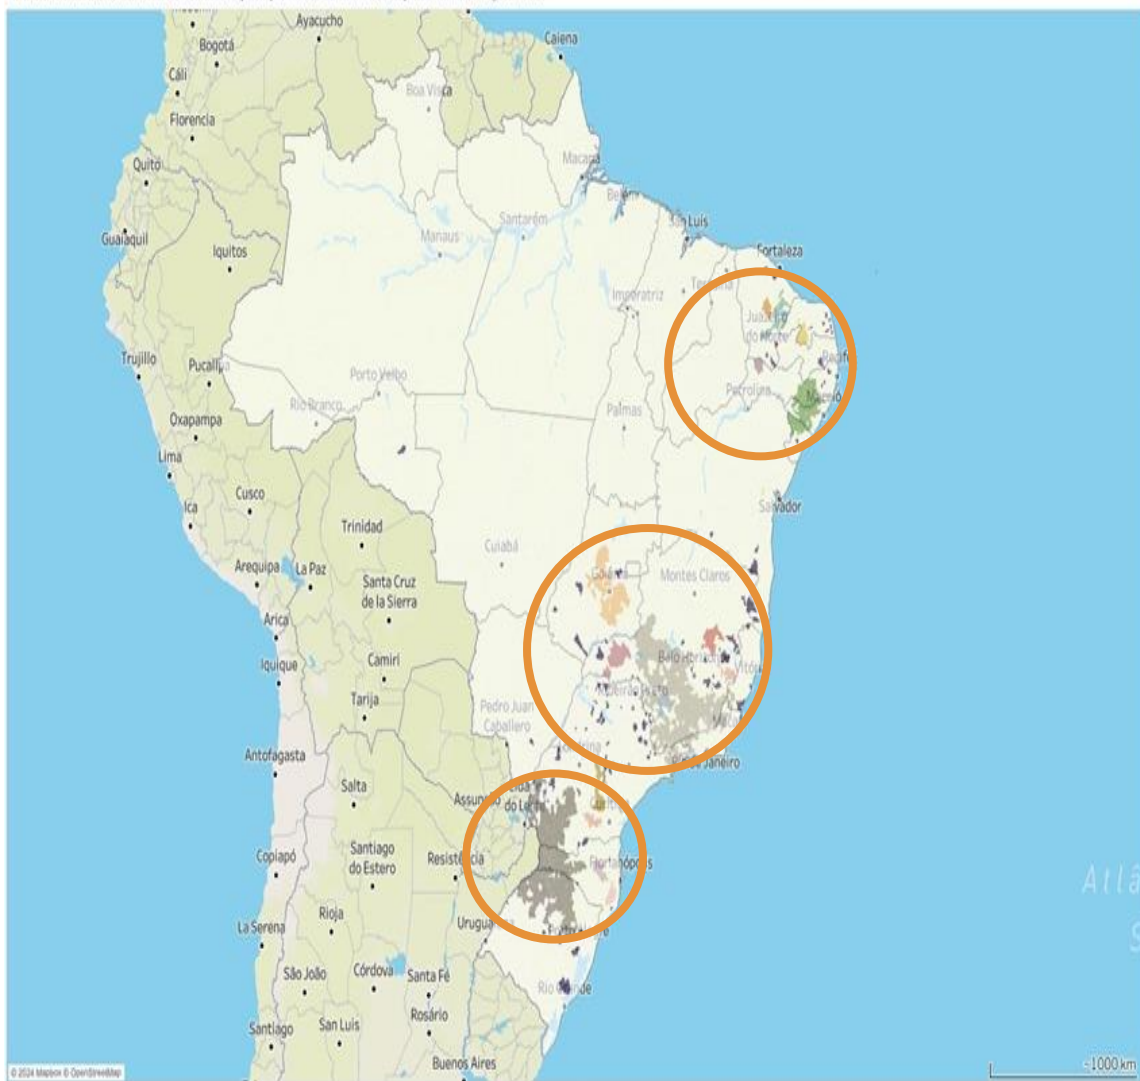 Ayacucho
Bogotá
Caiena
Cáli
Boa Vista
Florencia
Macapá
Quito
Belém
Santarém
São Luís
Guaiaquil
Manaus
Iquitos
Fortaleza
Teresina
Imperatriz
Juazeiro
do Norte
Trujillo
Pucallpa
Recife
Porto Velho
Petrolina
Rio Branco
Maceió
Palmas
Oxapampa
Lima
Cusco
Ica
Salvador
Trinidad
Cuiabá
Arequipa
La Paz
Goiânia
Montes Claros
Santa Cruz
de la Sierra
Arica
Iquique
Camiri
Belo Horizonte
Ribeirão Preto
Tarija
Pedro Juan
Caballero
Londrina
Antofagasta
Rio de Janeiro
Salta
Assunção
Curitiba
Copiapó
Santiago
do Estero
Resistência
Florianópolis
Rioja
La Serena
Porto Alegre
São João
Córdova
Santa Fé
Rio Grande
Santiago
San Luis
Rosário
Buenos Aires
~1000 km
© 2024 Mapbox © OpenStreetMap